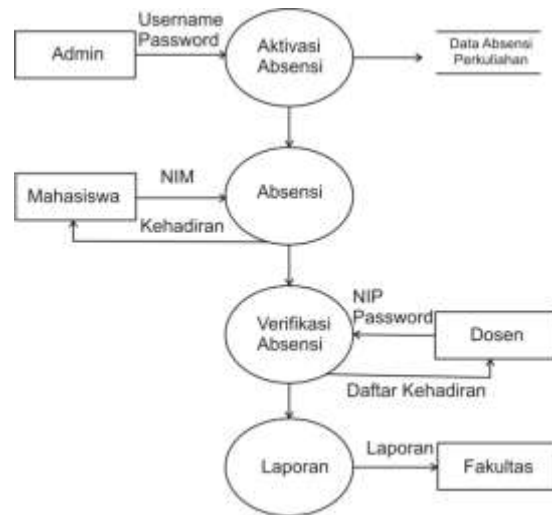 Username
Password
Admin
Aktivasi
Absensi
Data Absensi
Perkuliahan
NIM
Mahasiswa
Absensi
Kehadiran
NIP
Password
Verifikasi
Absensi
Dosen
Daftar Kehadiran
Laporan
Laporan
Fakultas